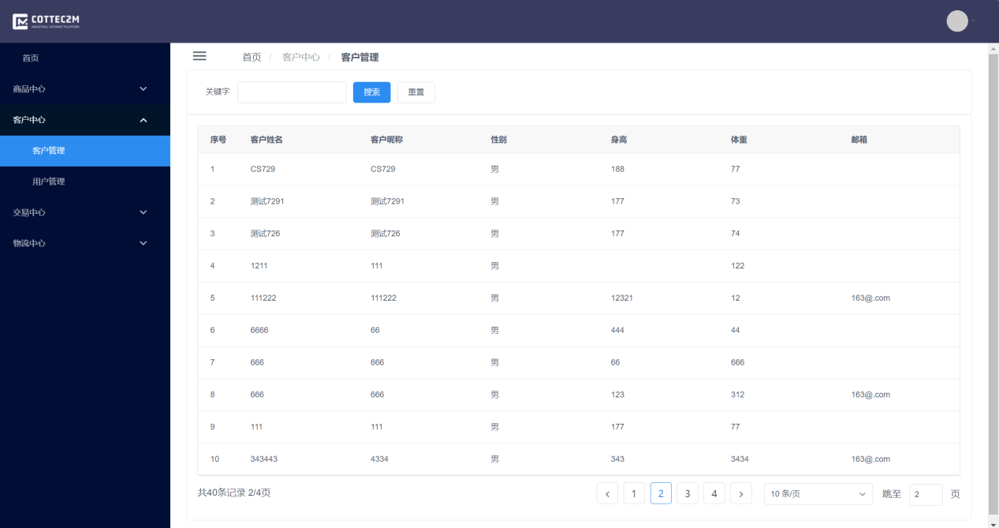 COTTEC2M
INDUSTRIAL INTERNET PLATFORM
首页
商品中心
客户中心
客户管理
用户管理
交易中心
物流中心
首页 / 客户中心 / 客户管理
关键字 搜索 重置
序号 客户姓名 客户昵称 性别 身高 体重 邮箱
1 CS729 CS729 男 188 77
2 测试7291 测试7291 男 177 73
3 测试726 测试726 男 177 74
4 1211 111 男 122
5 111222 111222 男 12321 12 163@.com
6 6666 66 男 444 44
7 666 666 男 66 666
8 666 666 男 123 312 163@.com
9 111 111 男 177 77
10 343443 4334 男 343 3434 163@.com
共40条记录 2/4页 1 2 3 4 10 条/页 跳至 2 页